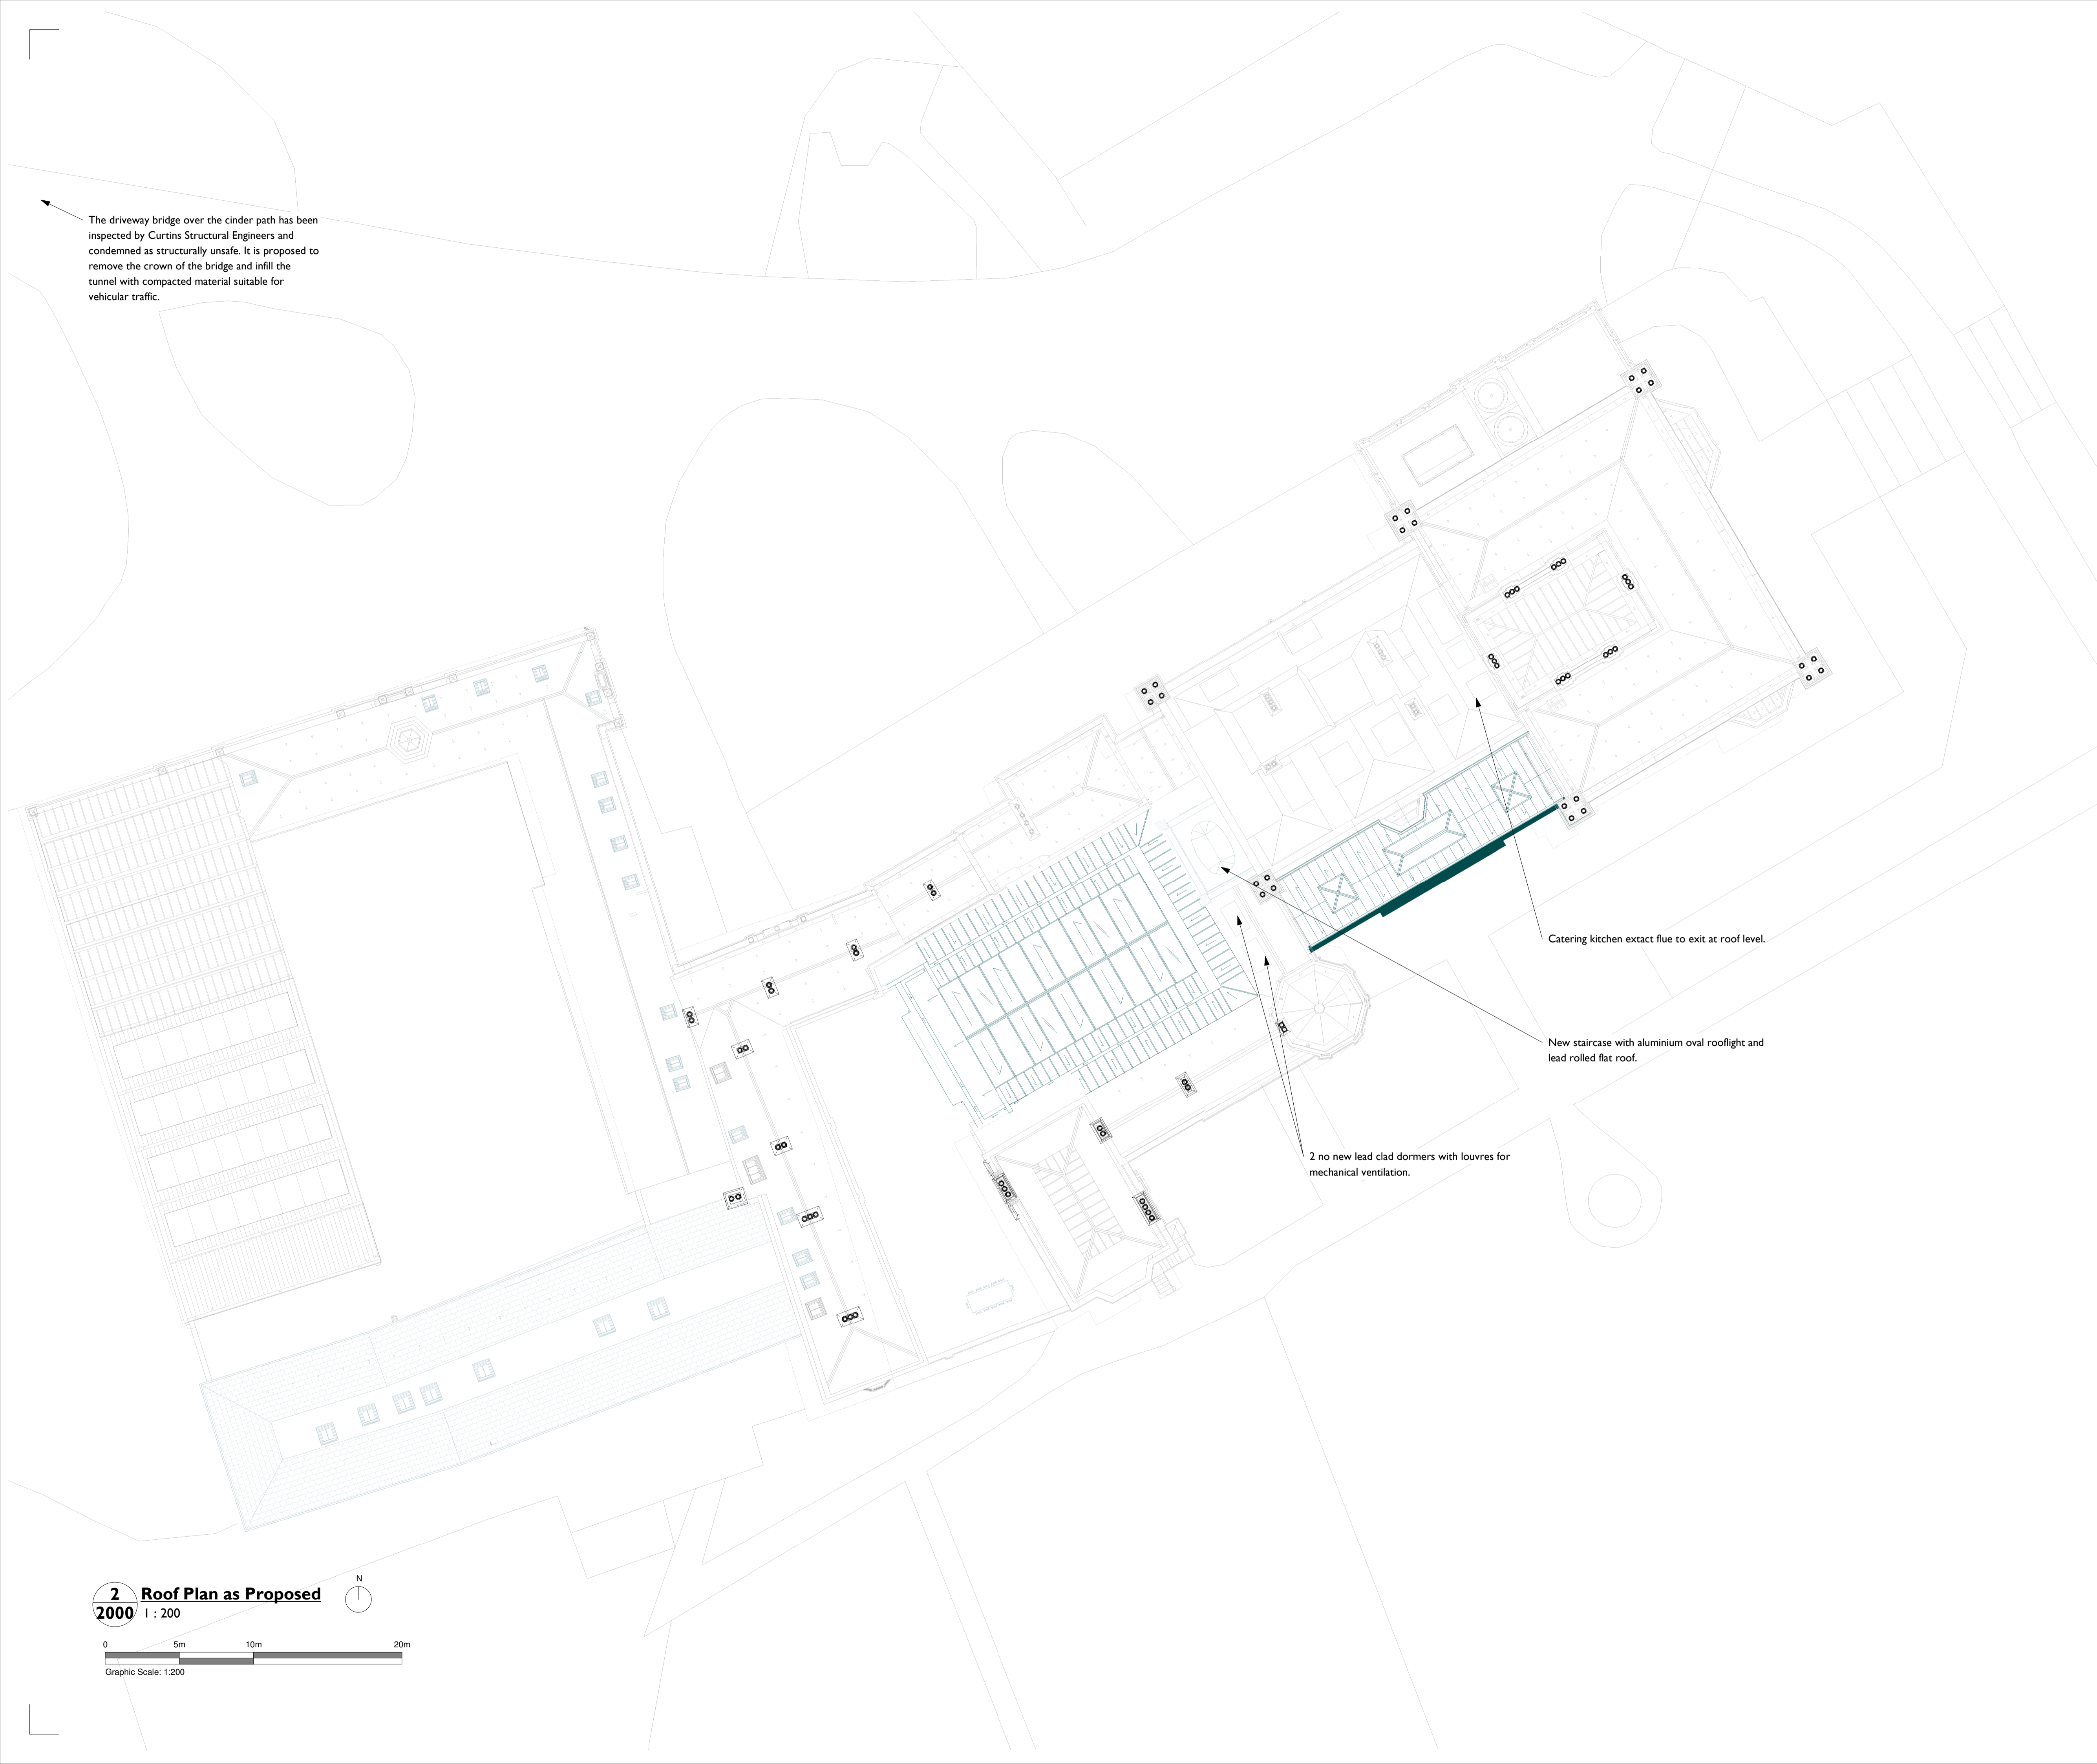 The driveway bridge over the cinder path has been
inspected by Curtins Structural Engineers and
condemned as structurally unsafe. It is proposed to
remove the crown of the bridge and infill the
tunnel with compacted material suitable for
vehicular traffic.
Catering kitchen extact flue to exit at roof level.
New staircase with aluminium oval rooflight and
lead rolled flat roof.
2 no new lead clad dormers with louvres for
mechanical ventilation.
2
2000
Roof Plan as Proposed
1 : 200
N
0 5m 10m 20m
Graphic Scale: 1:200